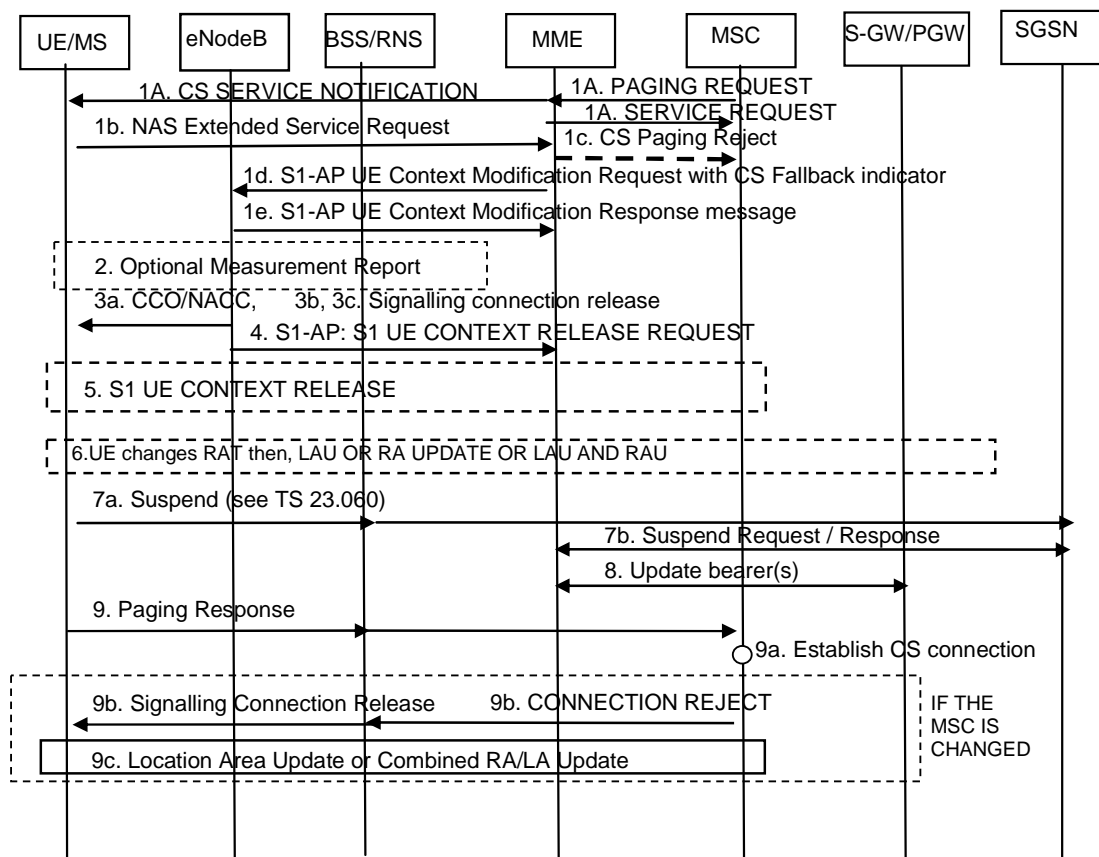 UE/MS
eNodeB
BSS/RNS
MME
MSC
S-GW/PGW
SGSN
1A. CS SERVICE NOTIFICATION
1A. PAGING REQUEST
1A. SERVICE REQUEST
1b. NAS Extended Service Request
1c. CS Paging Reject
1d. S1-AP UE Context Modification Request with CS Fallback indicator
1e. S1-AP UE Context Modification Response message
2. Optional Measurement Report
3a. CCO/NACC, 3b, 3c. Signalling connection release
4. S1-AP: S1 UE CONTEXT RELEASE REQUEST
5. S1 UE CONTEXT RELEASE
6.UE changes RAT then, LAU OR RA UPDATE OR LAU AND RAU
7a. Suspend (see TS 23.060)
7b. Suspend Request / Response
8. Update bearer(s)
9. Paging Response
9a. Establish CS connection
9b. Signalling Connection Release
9b. CONNECTION REJECT
IF THE
MSC IS
CHANGED
9c. Location Area Update or Combined RA/LA Update